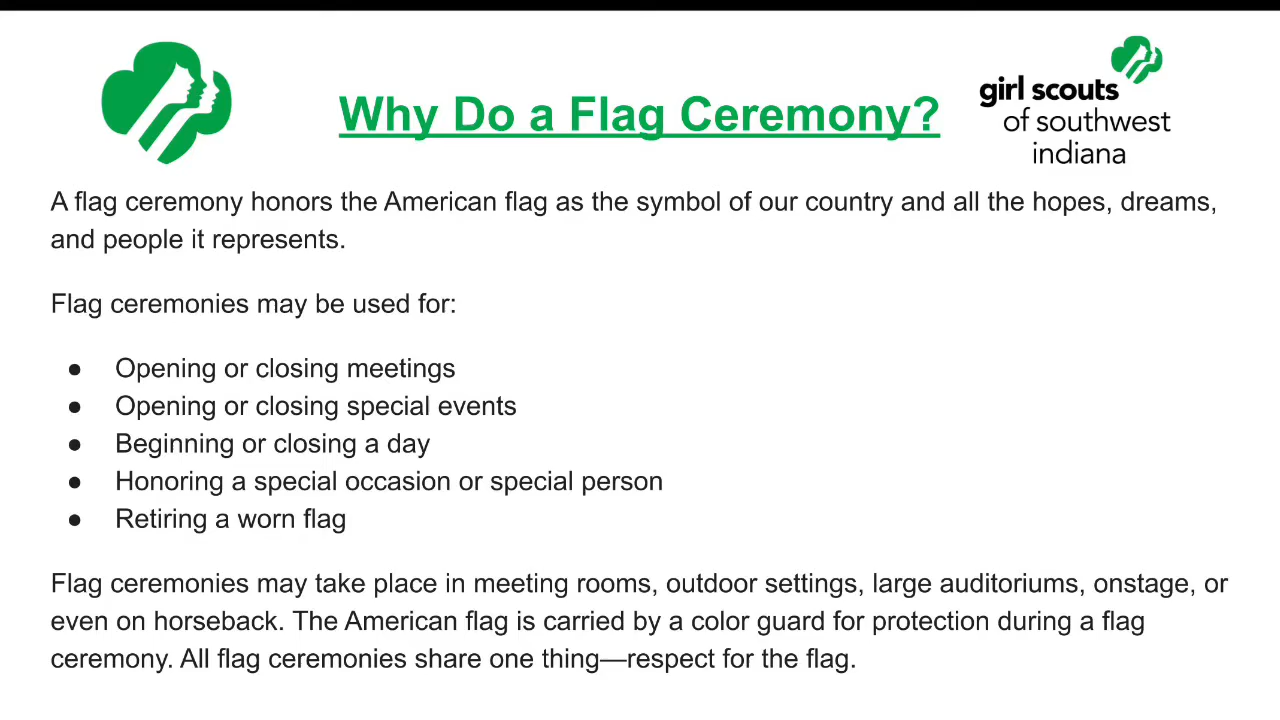 Why Do a Flag Ceremony?
girl scouts
of southwest
indiana
A flag ceremony honors the American flag as the symbol of our country and all the hopes, dreams,
and people it represents.
Flag ceremonies may be used for:
● Opening or closing meetings
● Opening or closing special events
● Beginning or closing a day
● Honoring a special occasion or special person
● Retiring a worn flag
Flag ceremonies may take place in meeting rooms, outdoor settings, large auditoriums, onstage, or
even on horseback. The American flag is carried by a color guard for protection during a flag
ceremony. All flag ceremonies share one thing—respect for the flag.